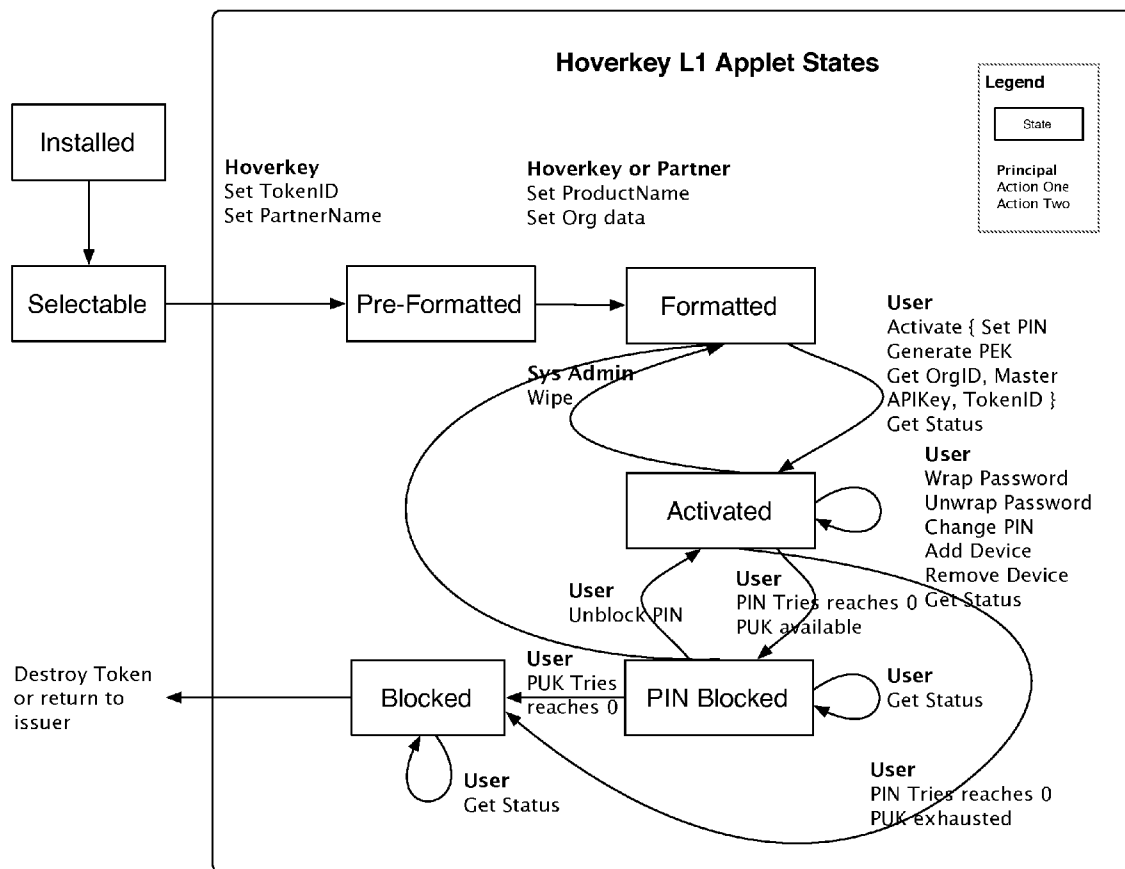 Hoverkey L1 Applet States
Legend
State
Principal
Action One
Action Two
Installed
Hoverkey
Set TokenID
Set PartnerName
Hoverkey or Partner
Set ProductName
Set Org data
Selectable
Pre-Formatted
Formatted
User
Activate { Set PIN
Generate PEK
Get OrgID, Master
APIKey, TokenID }
Get Status
Sys Admin
Wipe
Activated
User
Wrap Password
Unwrap Password
Change PIN
Add Device
Remove Device
Get Status
User
Unblock PIN
User
PIN Tries reaches 0
PUK available
Destroy Token
or return to
issuer
Blocked
User
PUK Tries
reaches 0
PIN Blocked
User
Get Status
User
Get Status
User
PIN Tries reaches 0
PUK exhausted